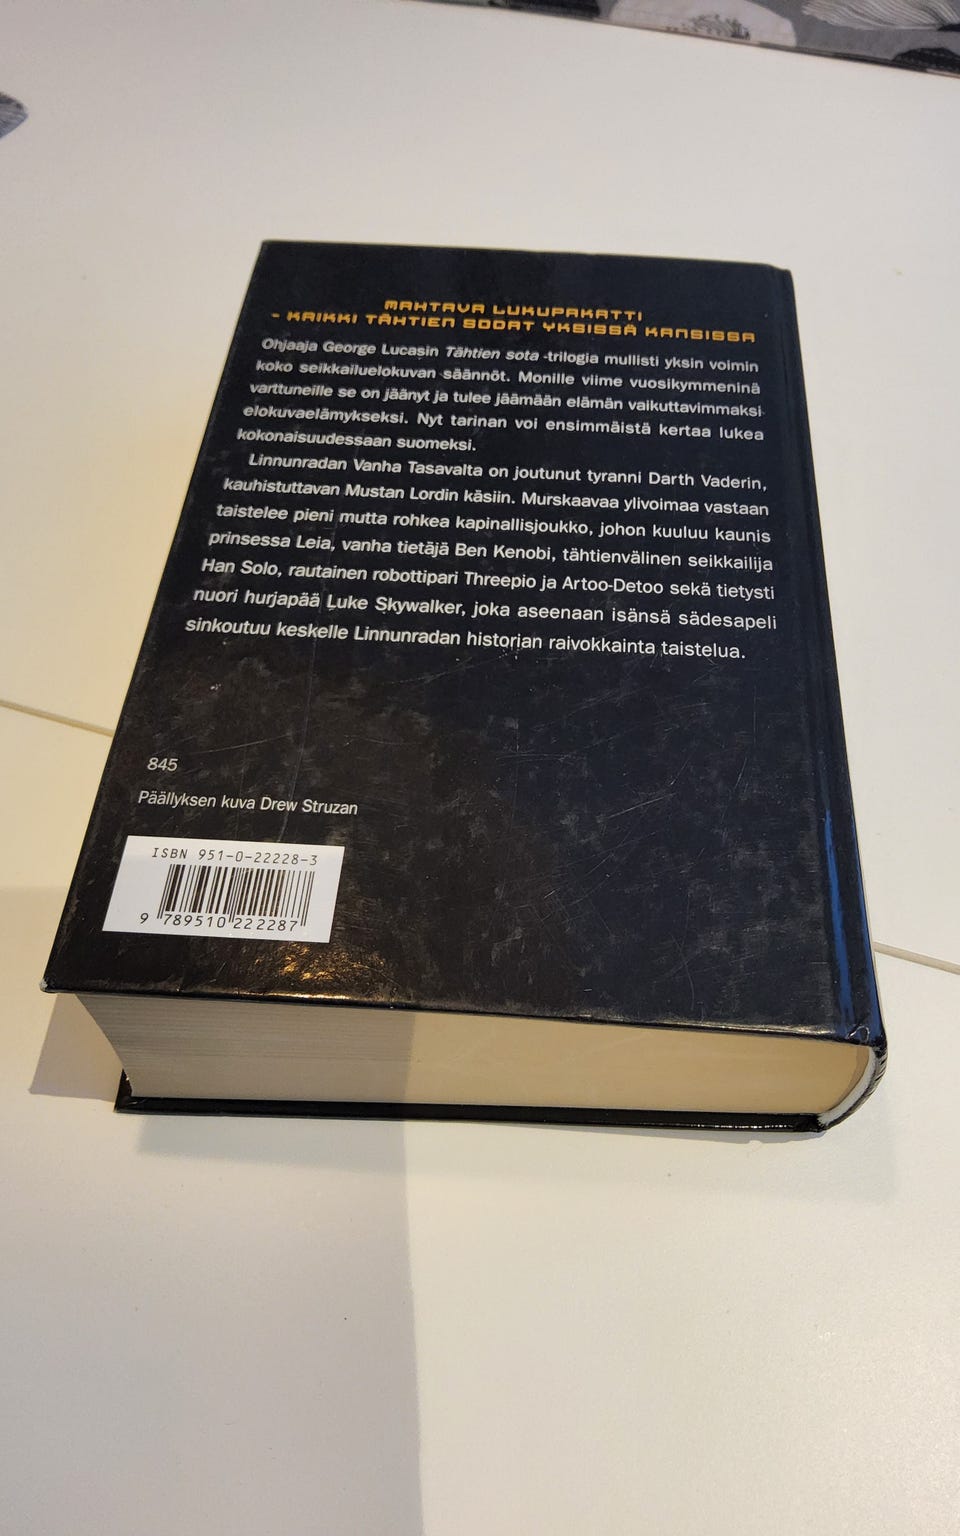 MAHTAVA LUKUPAKATTI
- KAIKKI TÄHTIEN SODAT YKSISSÄ KANSISSA
Ohjaaja George Lucasin Tähtien sota -trilogia mullisti yksin voimin
koko seikkailuelokuvan säännöt. Monille viime vuosikymmeninä
varttuneille se on jäänyt ja tulee jäämään elämän vaikuttavimmaksi
elokuvaelämykseksi. Nyt tarinan voi ensimmäistä kertaa lukea
kokonaisuudessaan suomeksi.
Linnunradan Vanha Tasavalta on joutunut tyranni Darth Vaderin,
kauhistuttavan Mustan Lordin käsiin. Murskaavaa ylivoimaa vastaan
taistelee pieni mutta rohkea kapinallisjoukko, johon kuuluu kaunis
prinsessa Leia, vanha tietäjä Ben Kenobi, tähtienvälinen seikkailija
Han Solo, rautainen robottipari Threepio ja Artoo-Detoo sekä tietysti
nuori hurjapää Luke Skywalker, joka aseenaan isänsä sädesapeli
sinkoutuu keskelle Linnunradan historian raivokkainta taistelua.
845
Päällyksen kuva Drew Struzan
ISBN 951-0-22228-3
9 789510 222287